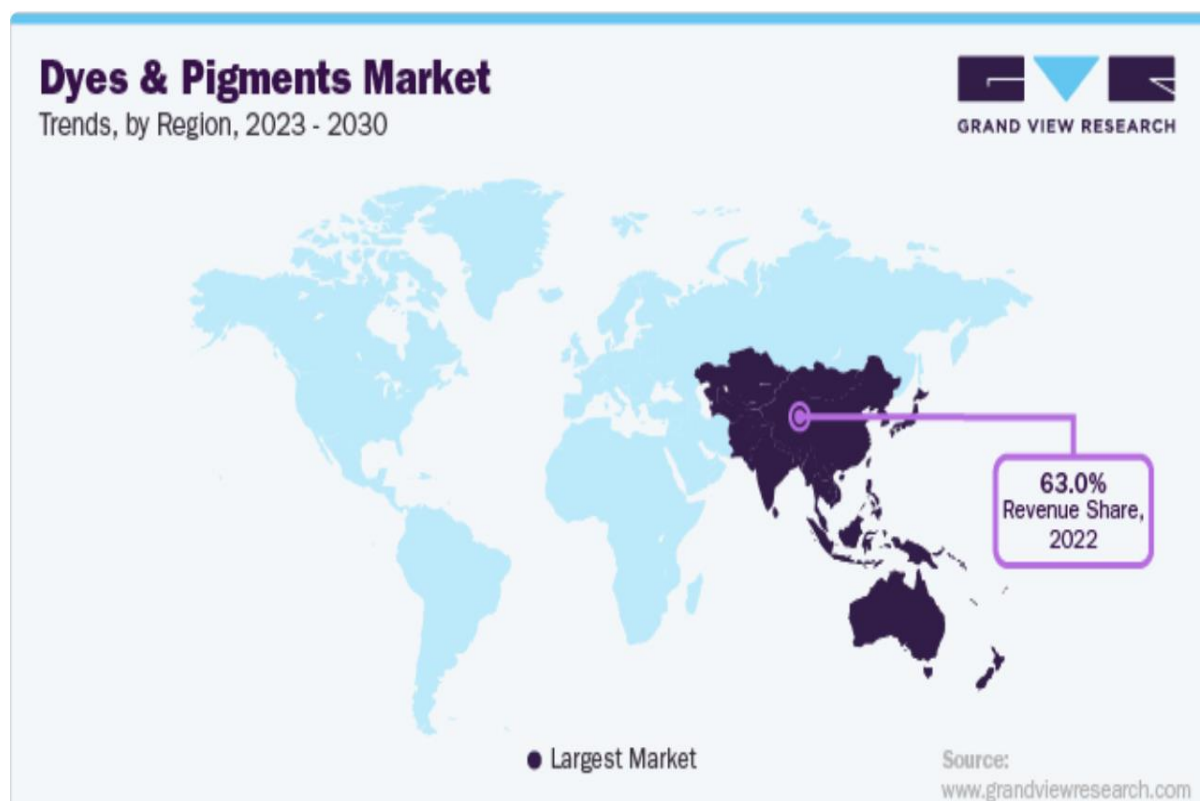 Dyes & Pigments Market
Trends, by Region, 2023 - 2030
GRAND VIEW RESEARCH
63.0%
Revenue Share,
2022
Largest Market
Source:
www.grandviewresearch.com